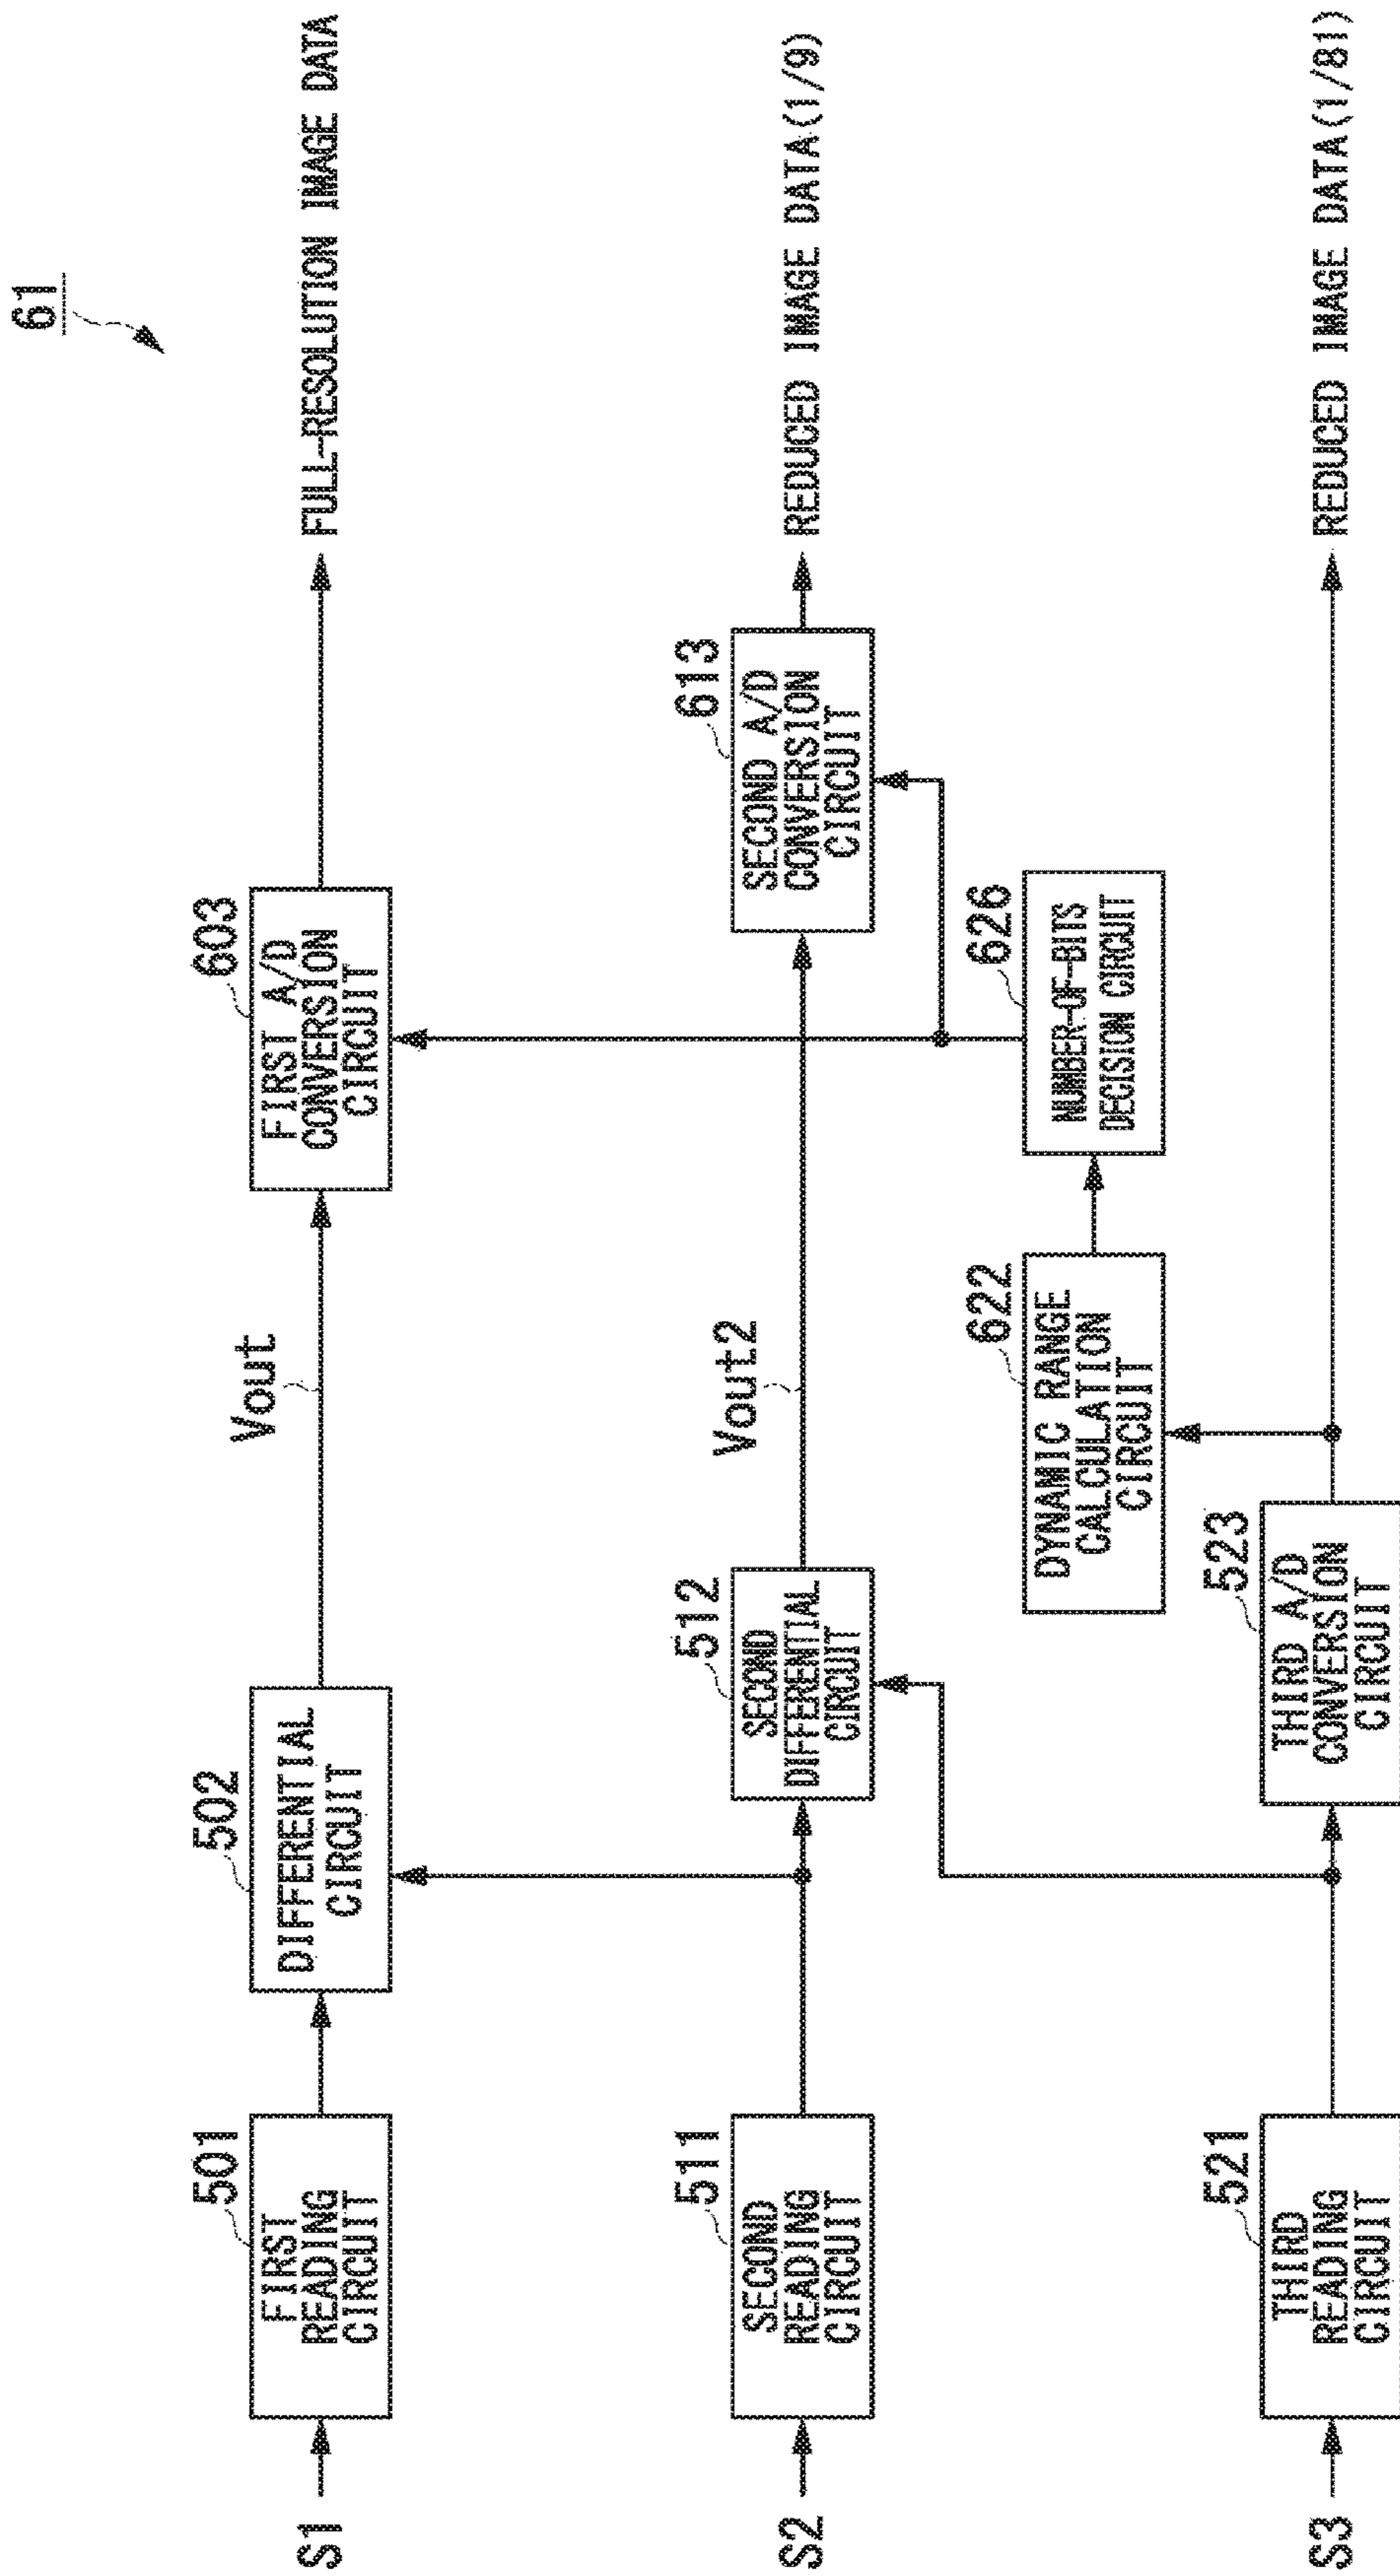 61
S1
501
FIRST
READING
CIRCUIT
502
DIFFERENTIAL
CIRCUIT
Vout
603
FIRST A/D
CONVERSION
CIRCUIT
FULL-RESOLUTION IMAGE DATA
S2
511
SECOND
READING
CIRCUIT
512
SECOND
DIFFERENTIAL
CIRCUIT
Vout2
613
SECOND A/D
CONVERSION
CIRCUIT
REDUCED IMAGE DATA(1/9)
622
DYNAMIC RANGE
CALCULATION
CIRCUIT
626
NUMBER-OF-BITS
DECISION CIRCUIT
S3
521
THIRD
READING
CIRCUIT
523
THIRD A/D
CONVERSION
CIRCUIT
REDUCED IMAGE DATA(1/81)